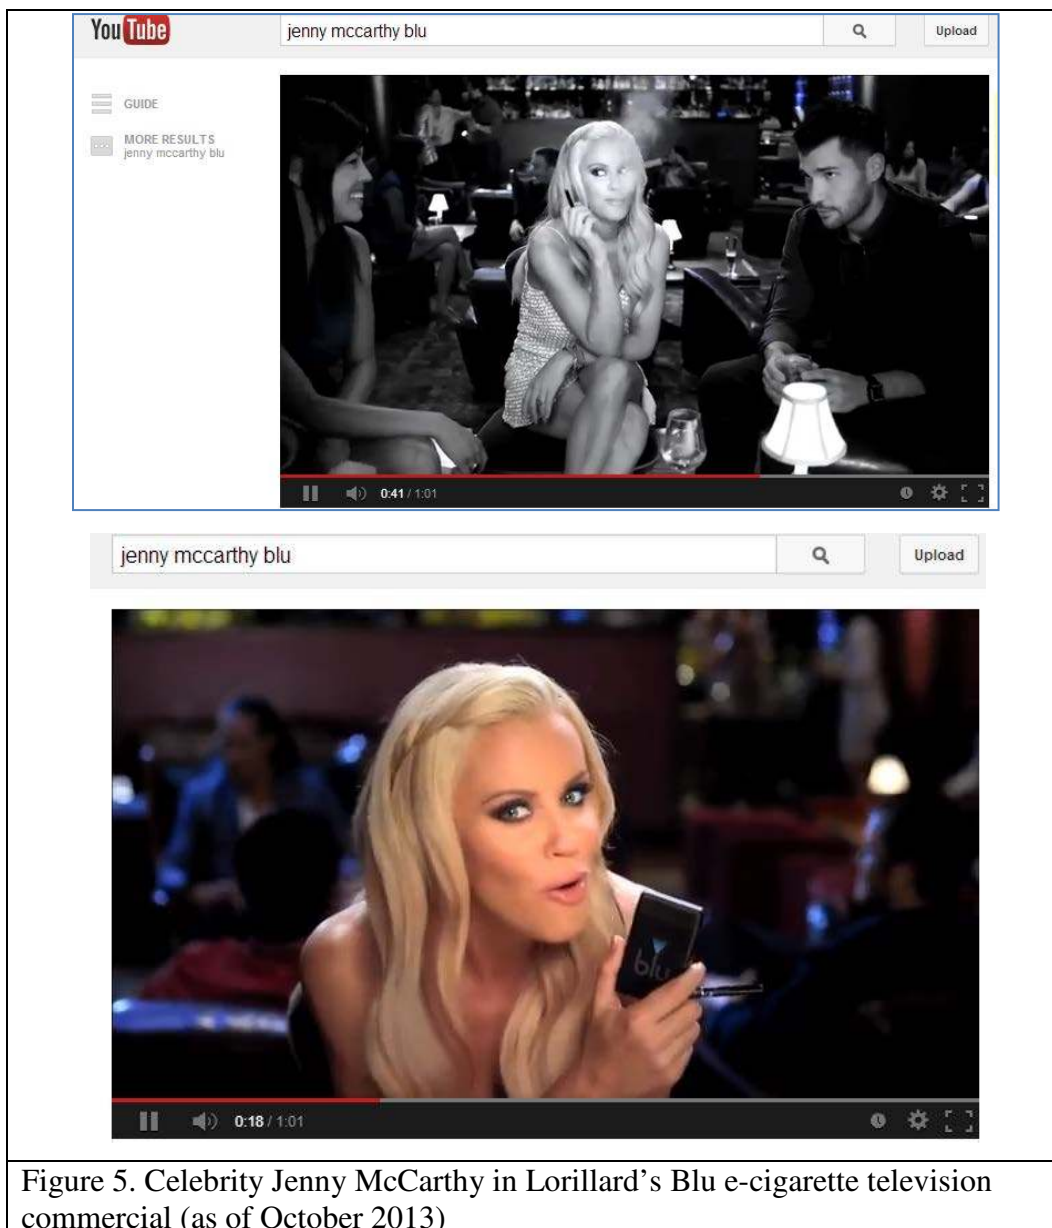 YouTube
jenny mccarthy blu
Upload
GUIDE
MORE RESULTS
jenny mccarthy blu
0:41 / 1:01
jenny mccarthy blu
Upload
blu
0:18 / 1:01
Figure 5. Celebrity Jenny McCarthy in Lorillard’s Blu e-cigarette television
commercial (as of October 2013)